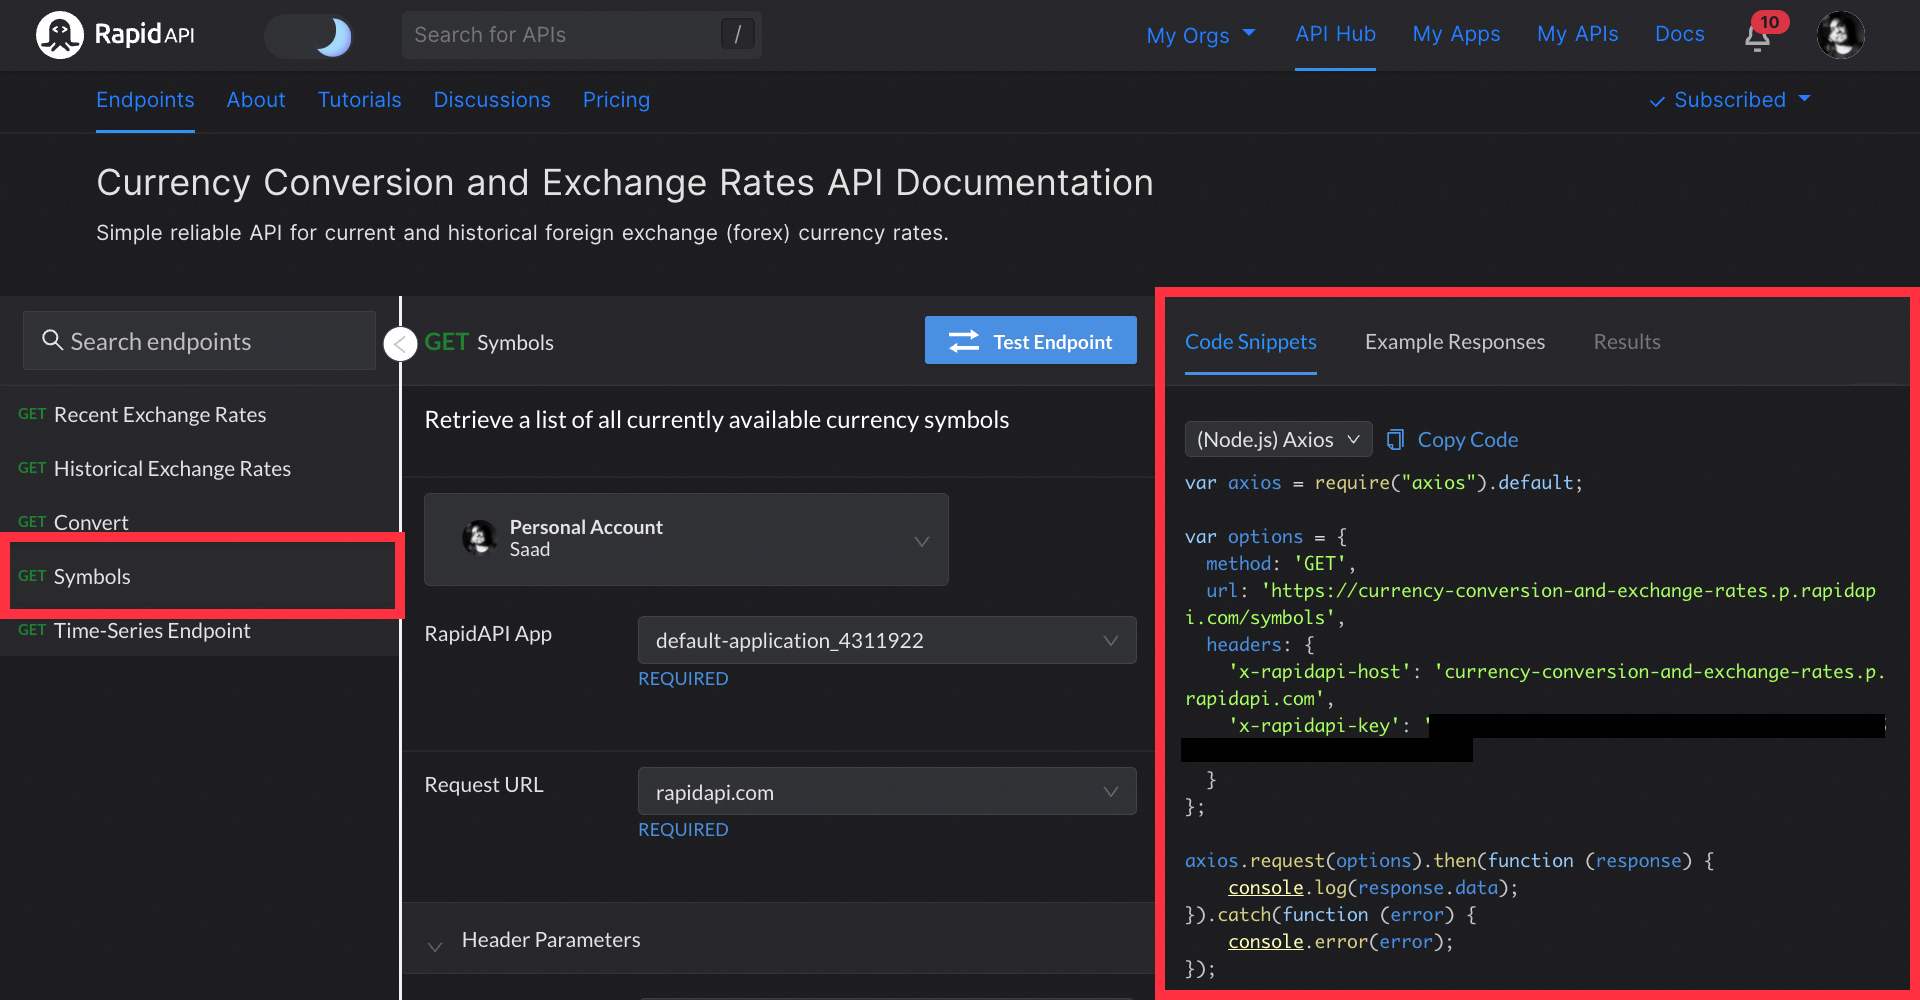 RapidAPI
Search for APIs
/
My Orgs
API Hub
My Apps
My APIs
Docs
10
Endpoints
About
Tutorials
Discussions
Pricing
Subscribed
Currency Conversion and Exchange Rates API Documentation
Simple reliable API for current and historical foreign exchange (forex) currency rates.
Search endpoints
GET Recent Exchange Rates
GET Historical Exchange Rates
GET Convert
GET Symbols
GET Time-Series Endpoint
GET Symbols
Test Endpoint
Retrieve a list of all currently available currency symbols
Personal Account
Saad
RapidAPI App
default-application_4311922
REQUIRED
Request URL
rapidapi.com
REQUIRED
Header Parameters
Code Snippets
Example Responses
Results
(Node.js) Axios
Copy Code
var axios = require("axios").default;
var options = {
method: 'GET',
url: 'https://currency-conversion-and-exchange-rates.p.rapidap
i.com/symbols',
headers: {
'x-rapidapi-host': 'currency-conversion-and-exchange-rates.p.
rapidapi.com',
'x-rapidapi-key': '
}
};
axios.request(options).then(function (response) {
console.log(response.data);
}).catch(function (error) {
console.error(error);
});